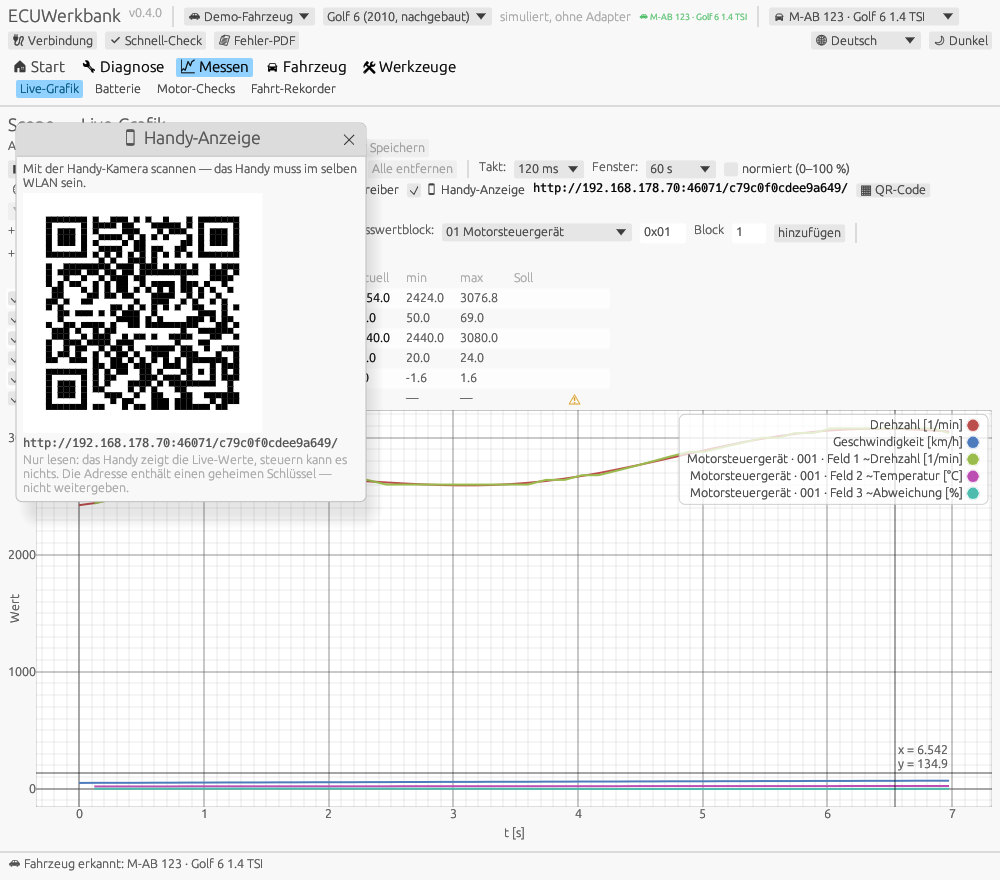 ECUWerkbank v0.4.0 Demo-Fahrzeug Golf 6 (2010, nachgebaut) simuliert, ohne Adapter M-AB 123 · Golf 6 1.4 TSI M-AB 123 · Golf 6 1.4 TSI
Verbindung Schnell-Check Fehler-PDF Deutsch Dunkel
Start Diagnose Messen Fahrzeug Werkzeuge
Live-Grafik Batterie Motor-Checks Fahrt-Rekorder
Handy-Anzeige
Mit der Handy-Kamera scannen — das Handy muss im selben
WLAN sein.
http://192.168.178.70:46071/c79c0f0cdee9a649/
Nur lesen: das Handy zeigt die Live-Werte, steuern kann es
nichts. Die Adresse enthält einen geheimen Schlüssel —
nicht weitergeben.
Speichern
Alle entfernen Takt: 120 ms Fenster: 60 s normiert (0–100 %)
reiber Handy-Anzeige http://192.168.178.70:46071/c79c0f0cdee9a649/ QR-Code
sswertblock: 01 Motorsteuergerät 0x01 Block 1 hinzufügen
cuell min max Soll
54.0 2424.0 3076.8
.0 50.0 69.0
40.0 2440.0 3080.0
.0 20.0 24.0
-1.6 1.6
— —
Drehzahl [1/min]
Geschwindigkeit [km/h]
Motorsteuergerät · 001 · Feld 1 ~Drehzahl [1/min]
Motorsteuergerät · 001 · Feld 2 ~Temperatur [°C]
Motorsteuergerät · 001 · Feld 3 ~Abweichung [%]
2000
Wert
1000
x = 6.542
y = 134.9
0
0 1 2 3 4 5 6 7
t [s]
Fahrzeug erkannt: M-AB 123 · Golf 6 1.4 TSI